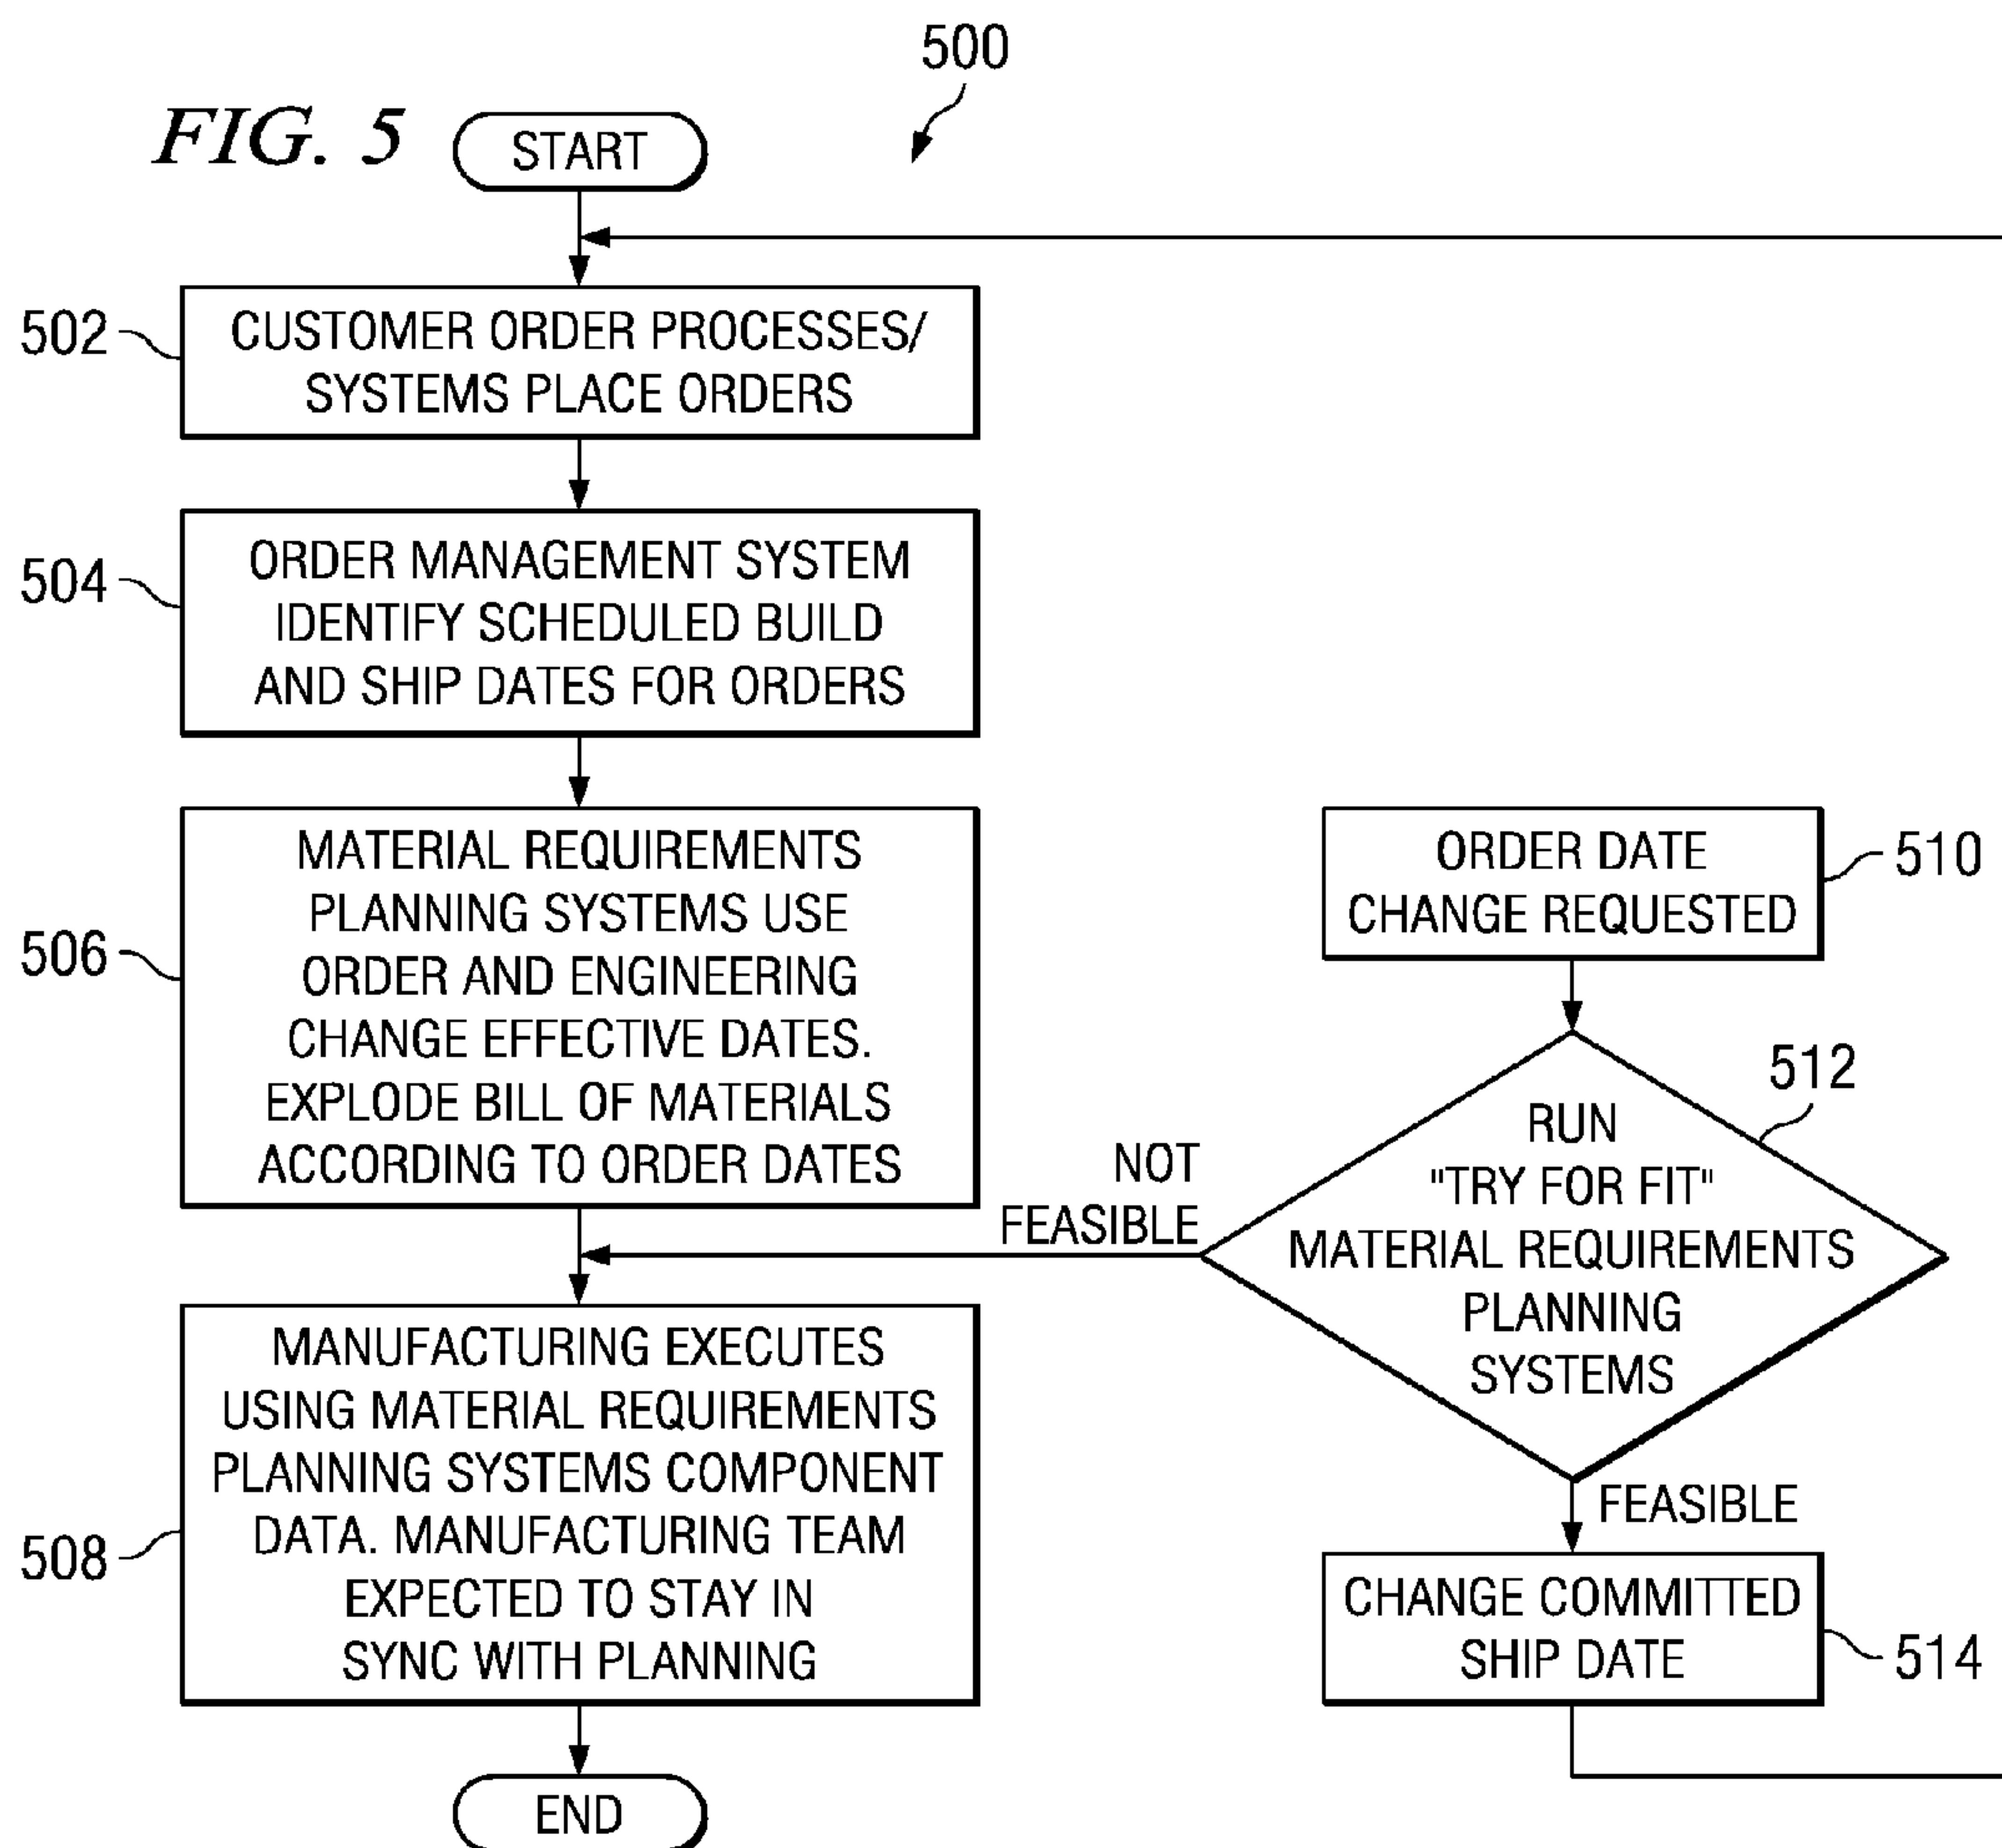 500
FIG. 5
START
502
CUSTOMER ORDER PROCESSES/
SYSTEMS PLACE ORDERS
504
ORDER MANAGEMENT SYSTEM
IDENTIFY SCHEDULED BUILD
AND SHIP DATES FOR ORDERS
506
MATERIAL REQUIREMENTS
PLANNING SYSTEMS USE
ORDER AND ENGINEERING
CHANGE EFFECTIVE DATES.
EXPLODE BILL OF MATERIALS
ACCORDING TO ORDER DATES
508
MANUFACTURING EXECUTES
USING MATERIAL REQUIREMENTS
PLANNING SYSTEMS COMPONENT
DATA. MANUFACTURING TEAM
EXPECTED TO STAY IN
SYNC WITH PLANNING
END
ORDER DATE
CHANGE REQUESTED
510
512
RUN
"TRY FOR FIT"
MATERIAL REQUIREMENTS
PLANNING
SYSTEMS
NOT
FEASIBLE
FEASIBLE
CHANGE COMMITTED
SHIP DATE
514